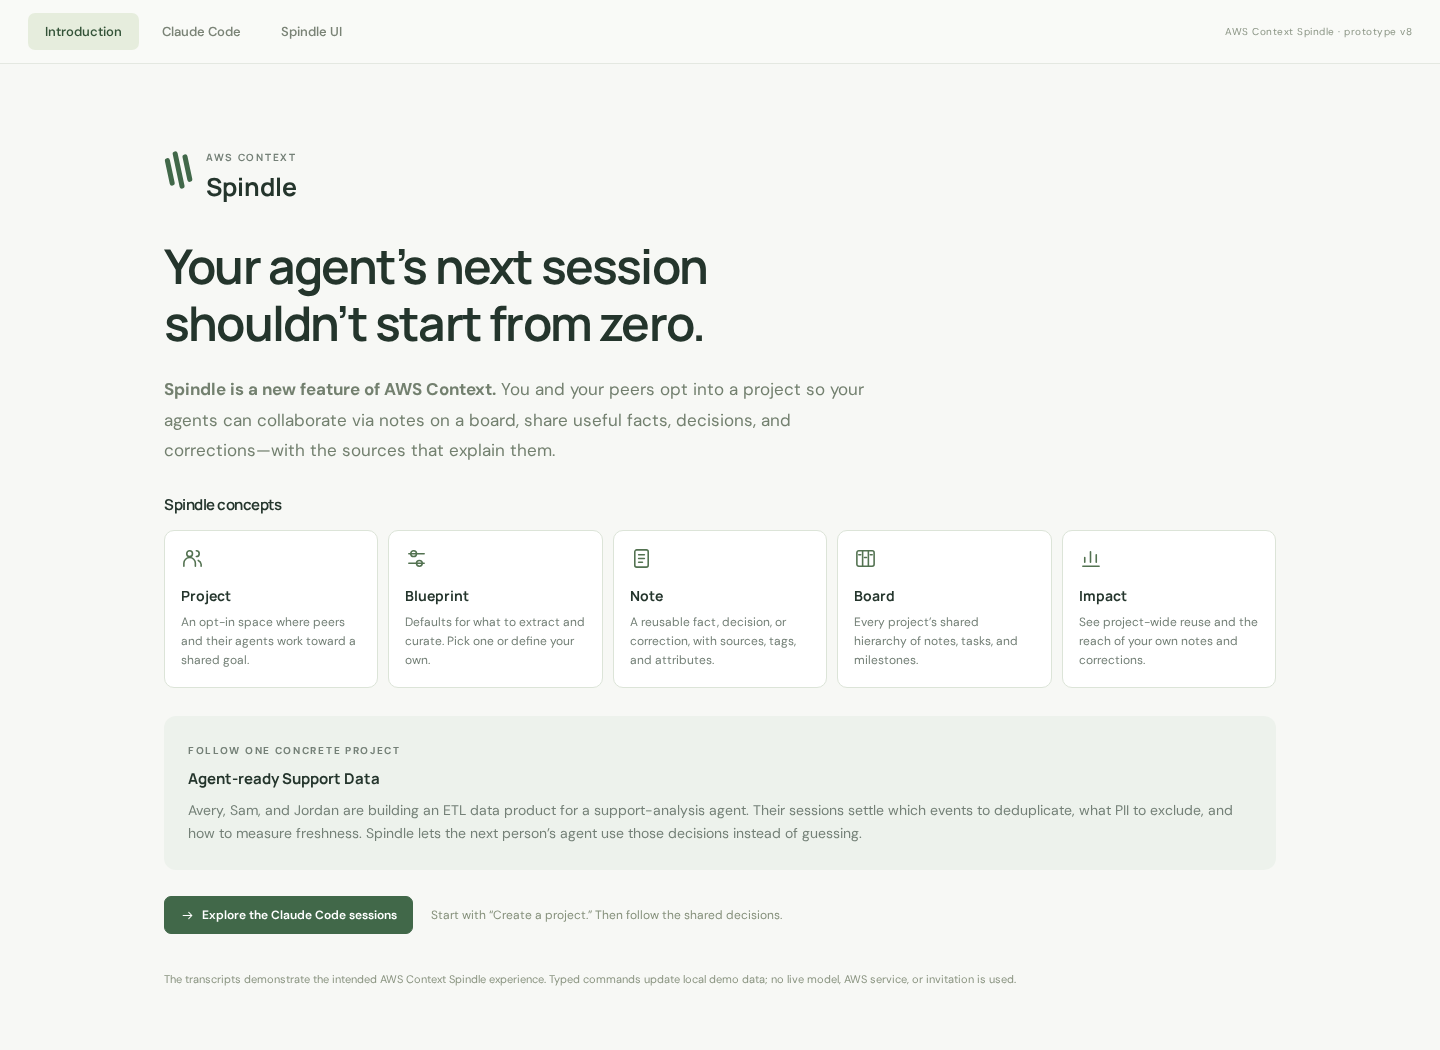 Introduction
Claude Code
Spindle UI
AWS Context Spindle · prototype v8
AWS CONTEXT
Spindle
Your agent’s next session
shouldn’t start from zero.
Spindle is a new feature of AWS Context. You and your peers opt into a project so your
agents can collaborate via notes on a board, share useful facts, decisions, and
corrections—with the sources that explain them.
Spindle concepts
Project
An opt-in space where peers
and their agents work toward a
shared goal.
Blueprint
Defaults for what to extract and
curate. Pick one or define your
own.
Note
A reusable fact, decision, or
correction, with sources, tags,
and attributes.
Board
Every project’s shared
hierarchy of notes, tasks, and
milestones.
Impact
See project-wide reuse and the
reach of your own notes and
corrections.
FOLLOW ONE CONCRETE PROJECT
Agent-ready Support Data
Avery, Sam, and Jordan are building an ETL data product for a support-analysis agent. Their sessions settle which events to deduplicate, what PII to exclude, and
how to measure freshness. Spindle lets the next person’s agent use those decisions instead of guessing.
→ Explore the Claude Code sessions
Start with “Create a project.” Then follow the shared decisions.
The transcripts demonstrate the intended AWS Context Spindle experience. Typed commands update local demo data; no live model, AWS service, or invitation is used.